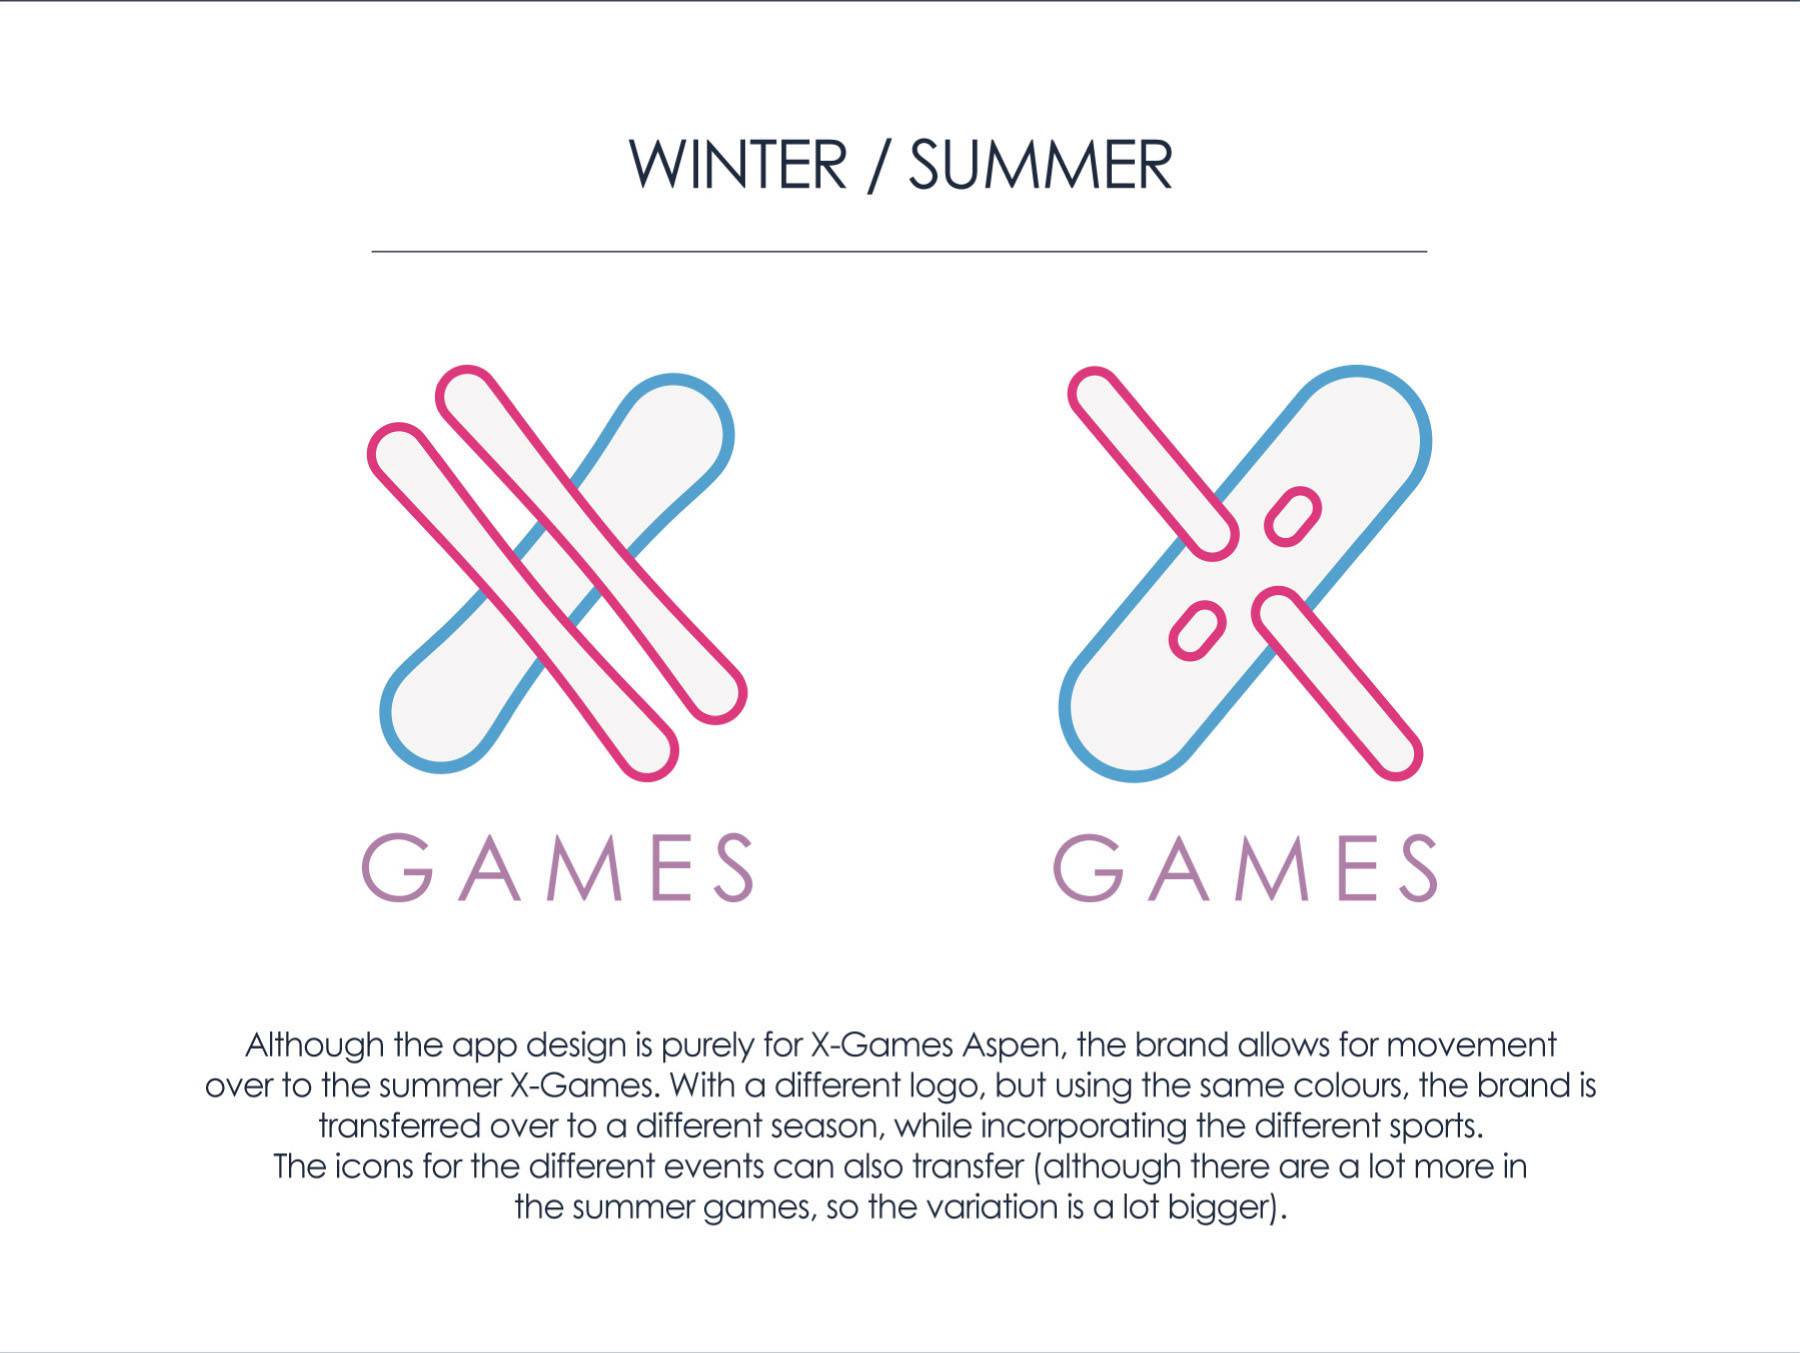 WINTER / SUMMER
GAMES
GAMES
Although the app design is purely for X-Games Aspen, the brand allows for movement
over to the summer X-Games. With a different logo, but using the same colours, the brand is
transferred over to a different season, while incorporating the different sports.
The icons for the different events can also transfer (although there are a lot more in
the summer games, so the variation is a lot bigger).